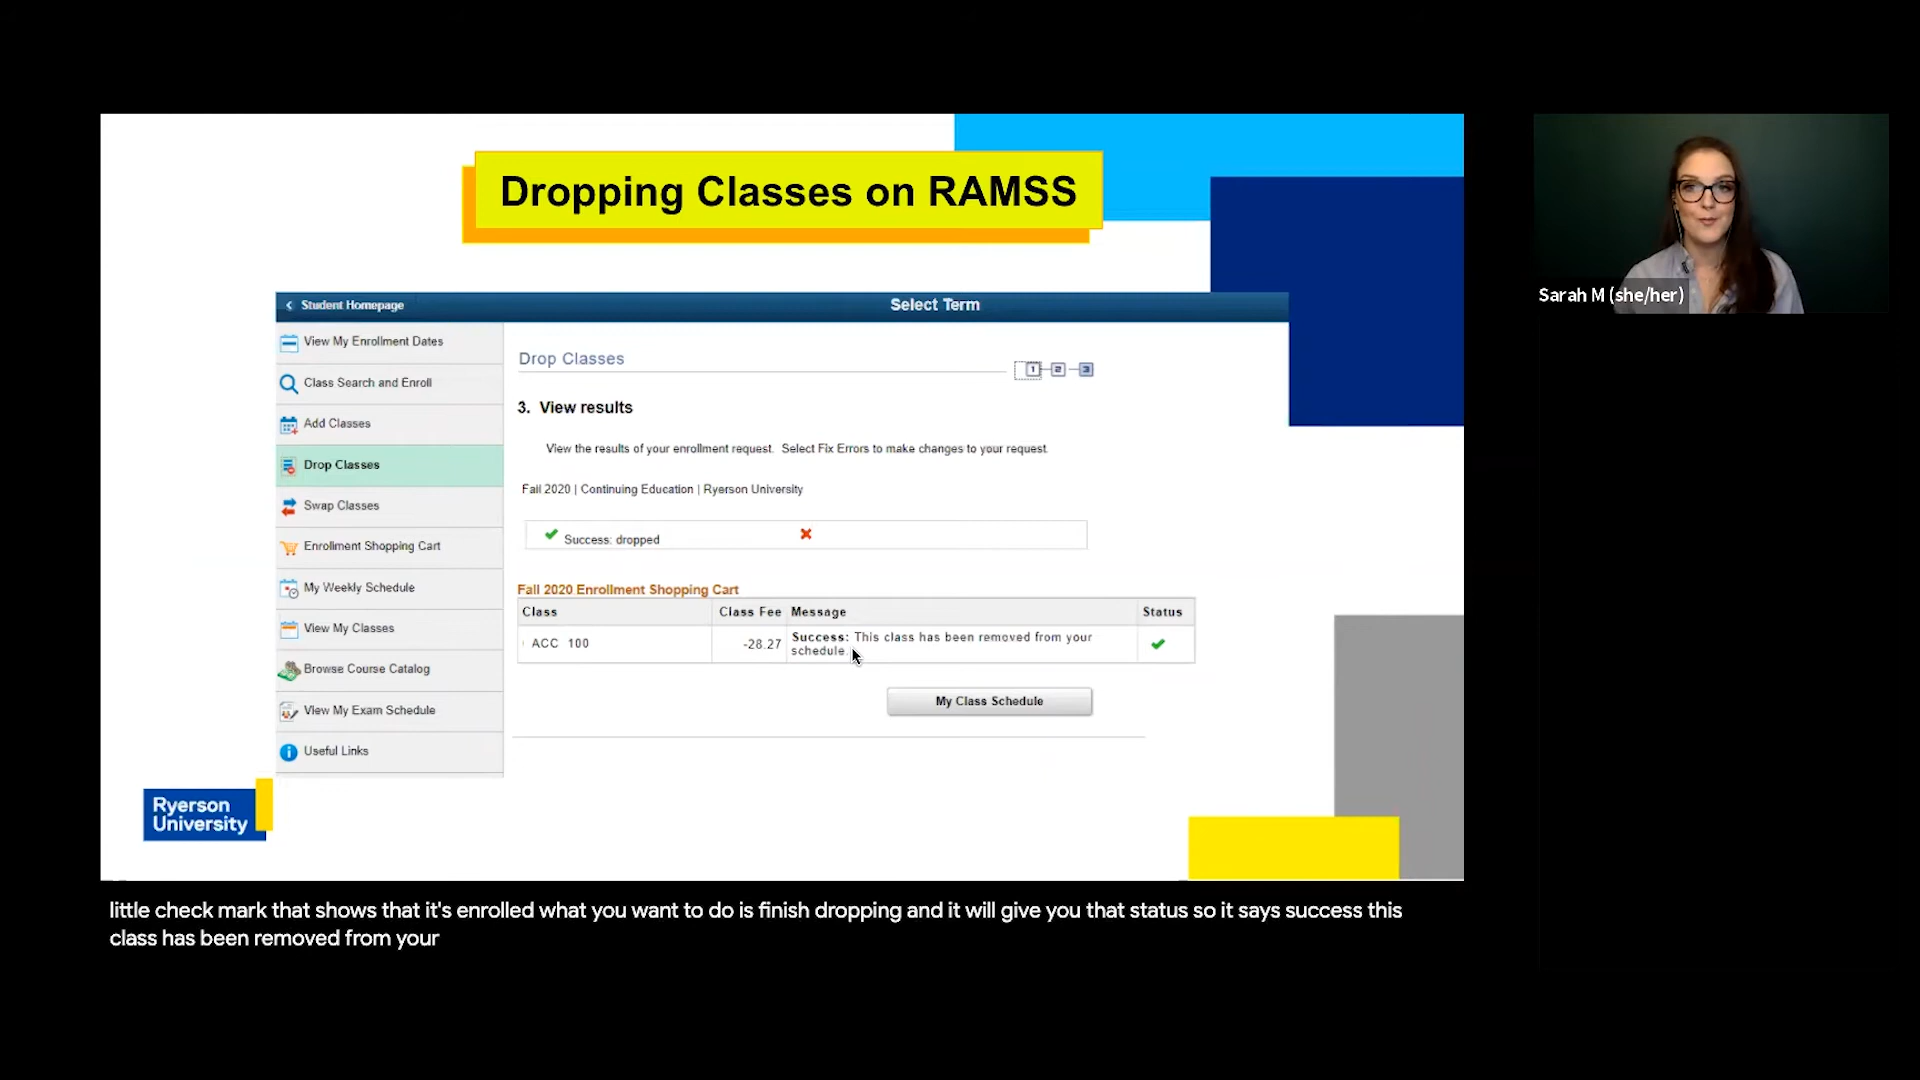 Dropping Classes on RAMSS
Student Homepage
Select Term
View My Enrollment Dates
Class Search and Enroll
Add Classes
Drop Classes
Swap Classes
Enrollment Shopping Cart
My Weekly Schedule
View My Classes
Browse Course Catalog
View My Exam Schedule
Useful Links
Drop Classes
1 2 3
3. View results
View the results of your enrollment request. Select Fix Errors to make changes to your request.
Fall 2020 | Continuing Education | Ryerson University
Success: dropped
Fall 2020 Enrollment Shopping Cart
Class Class Fee Message Status
ACC 100 -28.27 Success: This class has been removed from your
schedule.
My Class Schedule
Ryerson
University
Sarah M (she/her)
little check mark that shows that it's enrolled what you want to do is finish dropping and it will give you that status so it says success this
class has been removed from your